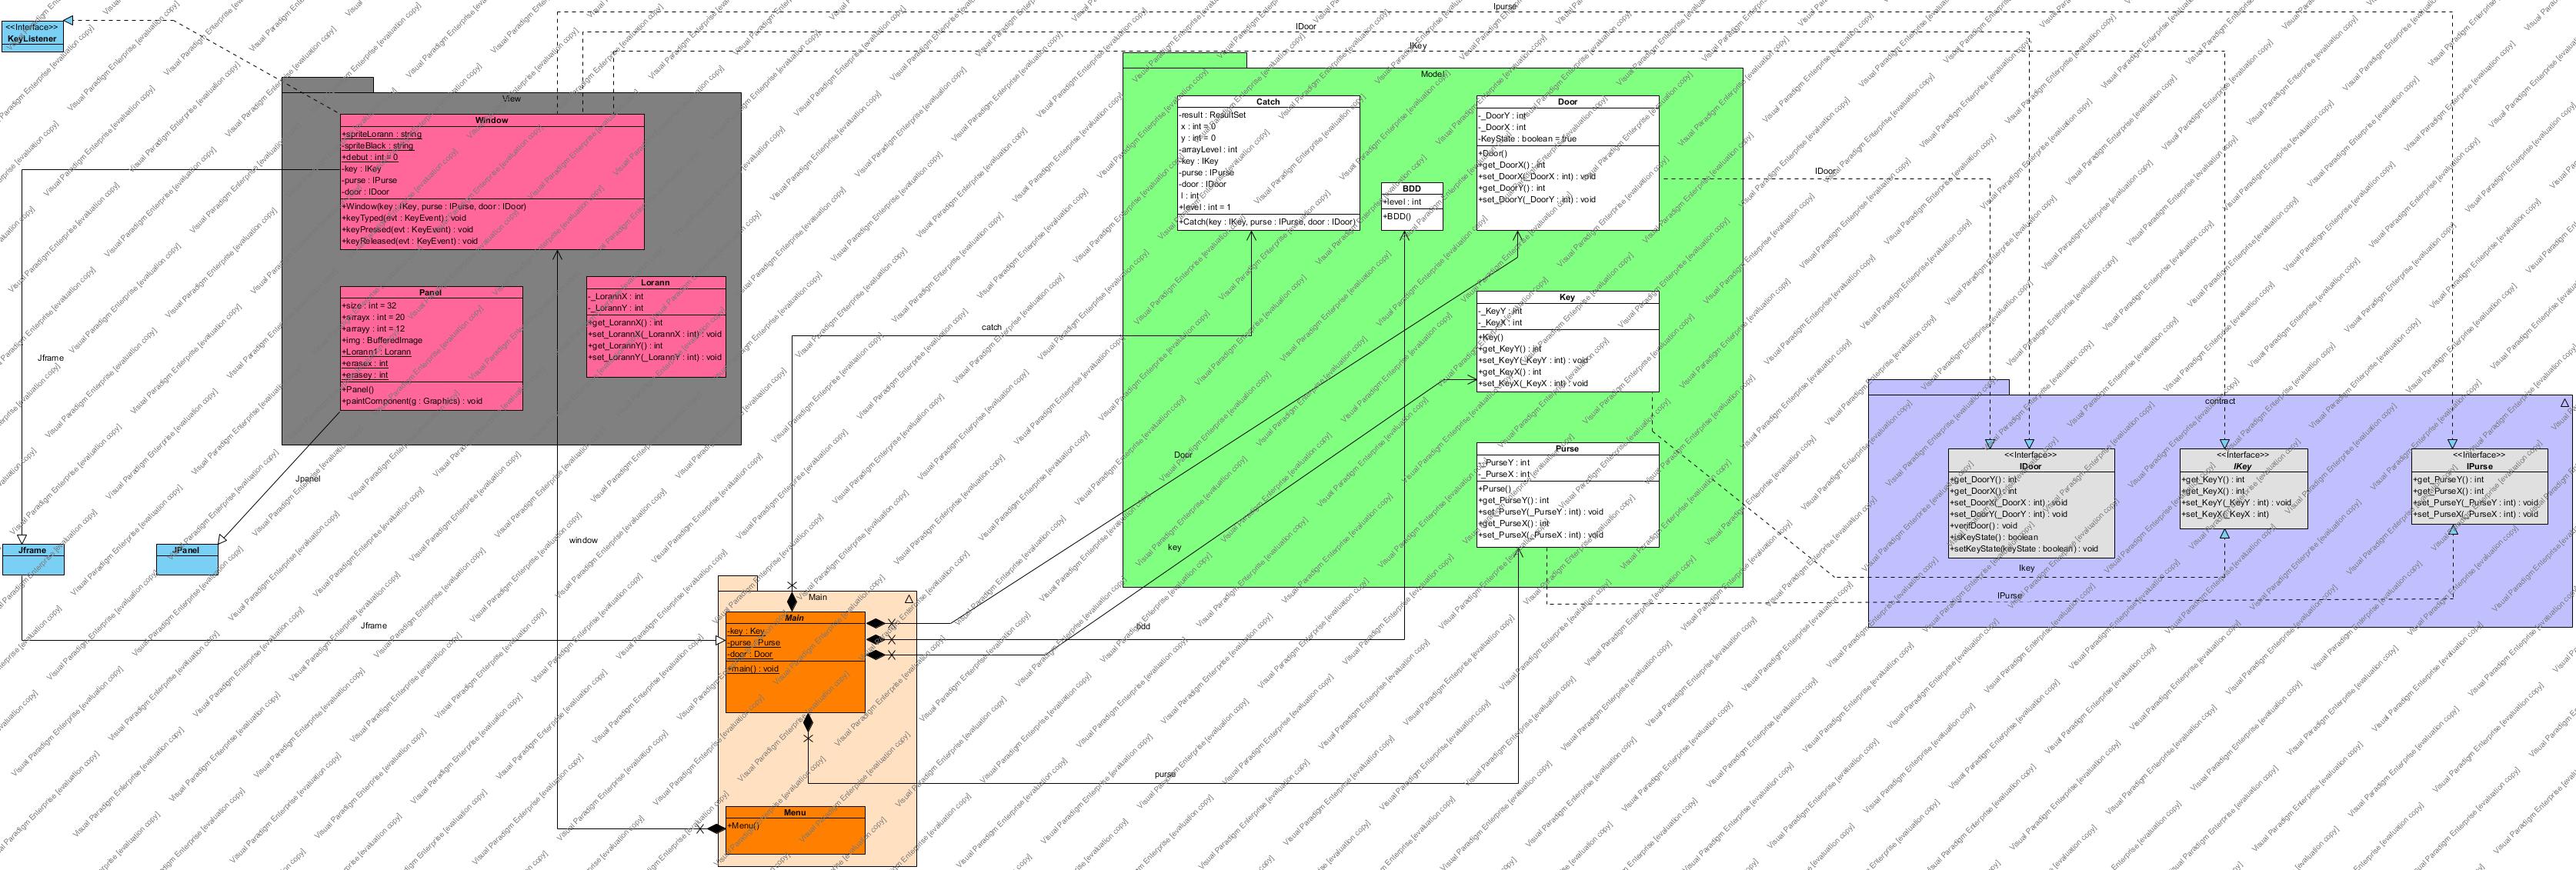 Ipurse
IDoor
IKey
<<Interface>>
KeyListener
View
Window
+spriteLorann : string
-spriteBlack : string
+debut : int = 0
-key : IKey
-purse : IPurse
-door : IDoor
+Window(key : IKey, purse : IPurse, door : IDoor)
+keyTyped(evt : KeyEvent) : void
+keyPressed(evt : KeyEvent) : void
+keyReleased(evt : KeyEvent) : void
Panel
+size : int = 32
+arrayx : int = 20
+arrayy : int = 12
+img : BufferedImage
+Lorann1 : Lorann
+erasex : int
+erasey : int
+Panel()
+paintComponent(g : Graphics) : void
Lorann
-_LorannX : int
-_LorannY : int
+get_LorannX() : int
+set_LorannX(_LorannX : int) : void
+get_LorannY() : int
+set_LorannY(_LorannY : int) : void
Jframe
Jpanel
Jframe
JPanel
Jframe
window
catch
Door
key
bdd
purse
Model
Catch
-result : ResultSet
x : int = 0
y : int = 0
-arrayLevel : int
-key : IKey
-purse : IPurse
-door : IDoor
l : int
+level : int = 1
+Catch(key : IKey, purse : IPurse, door : IDoor)
BDD
+level : int
+BDD()
Door
-_DoorY : int
-_DoorX : int
-KeyState : boolean = true
+Door()
+get_DoorX() : int
+set_DoorX(_DoorX : int) : void
+get_DoorY() : int
+set_DoorY(_DoorY : int) : void
Key
-_KeyY : int
-_KeyX : int
+Key()
+get_KeyY() : int
+set_KeyY(_KeyY : int) : void
+get_KeyX() : int
+set_KeyX(_KeyX : int) : void
Purse
-_PurseY : int
-_PurseX : int
+Purse()
+get_PurseY() : int
+set_PurseY(_PurseY : int) : void
+get_PurseX() : int
+set_PurseX(_PurseX : int) : void
IDoor
Ikey
IPurse
Main
Main
-key : Key
-purse : Purse
-door : Door
+main() : void
Menu
+Menu()
contract
<<Interface>>
IDoor
+get_DoorY() : int
+get_DoorX() : int
+set_DoorX(_DoorX : int) : void
+set_DoorY(_DoorY : int) : void
+verifDoor() : void
+isKeyState() : boolean
+setKeyState(keyState : boolean) : void
<<Interface>>
IKey
+get_KeyY() : int
+get_KeyX() : int
+set_KeyY(_KeyY : int) : void
+set_KeyX(_KeyX : int)
<<Interface>>
IPurse
+get_PurseY() : int
+get_PurseX() : int
+set_PurseY(_PurseY : int) : void
+set_PurseX(_PurseX : int) : void
Visual Paradigm Enterprise [evaluation copy]